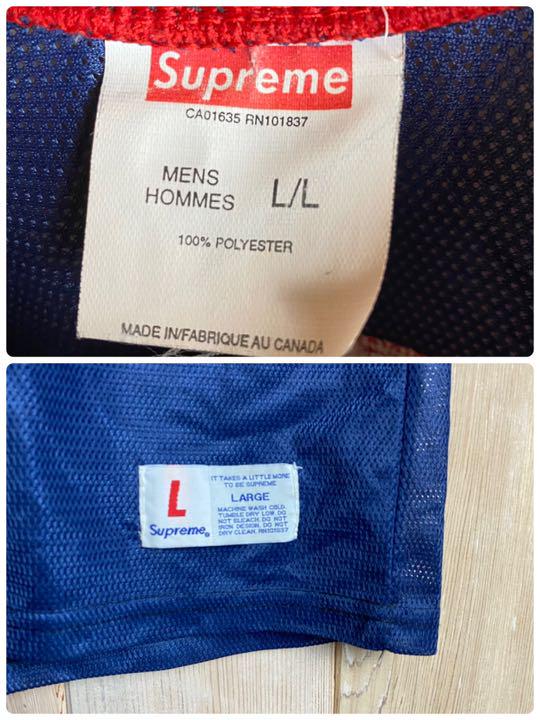 Supreme
CA01635 RN101837
MENS
HOMMES L/L
100% POLYESTER
MADE IN/FABRIQUE AU CANADA
L
Supreme®
IT TAKES A LITTLE MORE
TO BE SUPREME
LARGE
MACHINE WASH COLD.
TUMBLE DRY LOW. DO
NOT BLEACH. DO NOT
IRON DESIGN. DO NOT
DRY CLEAN. RN101837